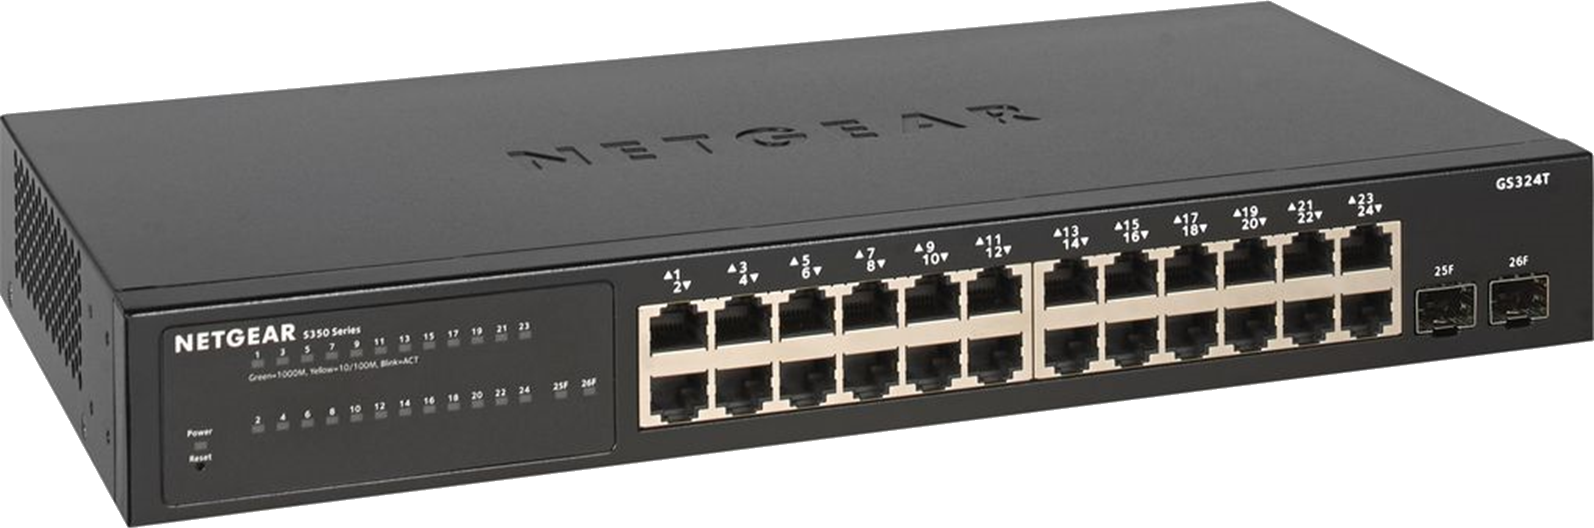 NETGEAR
GS324T
▲1 ▲3 ▲5 ▲7 ▲9 ▲11 ▲13 ▲15 ▲17 ▲19 ▲21 ▲23
2▼ 4▼ 6▼ 8▼ 10▼ 12▼ 14▼ 16▼ 18▼ 20▼ 22▼ 24▼
25F 26F
NETGEAR S350 Series
1 3 5 7 9 11 13 15 17 19 21 23
Green=1000M, Yellow=10/100M, Blink=ACT
2 4 6 8 10 12 14 16 18 20 22 24 25F 26F
Power
Reset